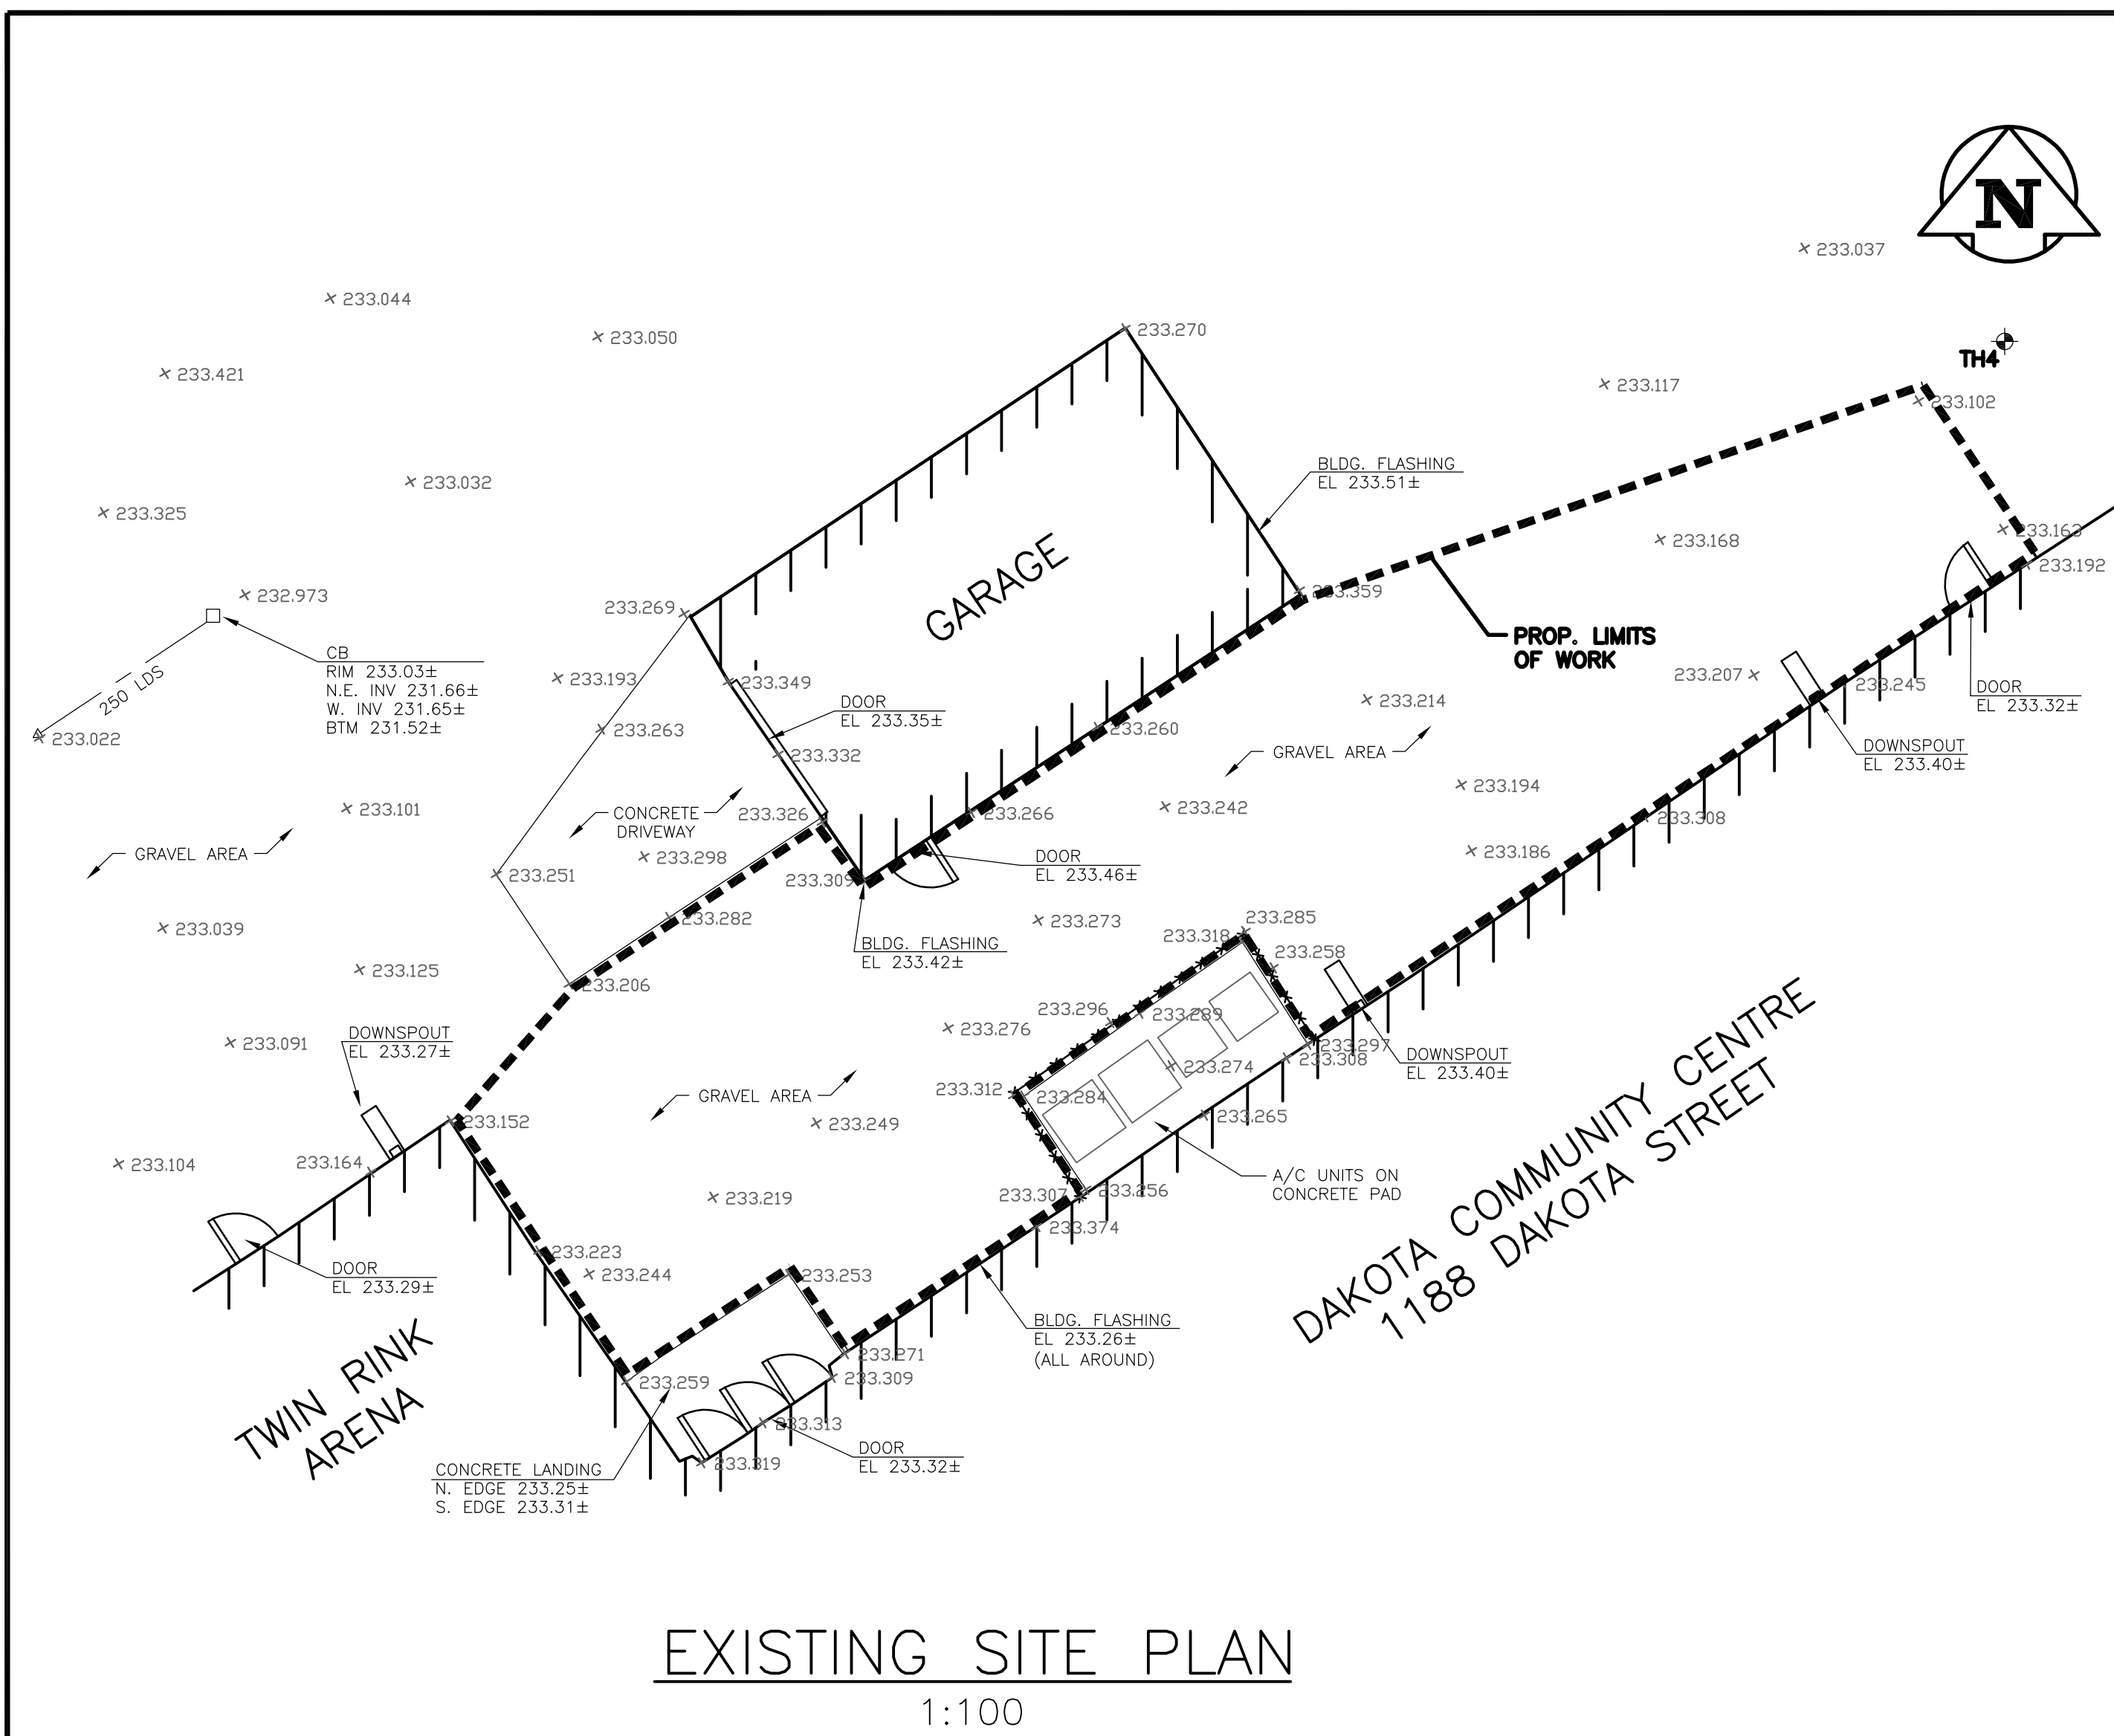 N
233.037
233.044
233.050
233.270
233.421
TH4
233.117
233.102
BLDG. FLASHING
EL 233.51±
233.032
233.325
233.163
233.168
233.192
GARAGE
232.973
233.269
233.359
PROP. LIMITS
OF WORK
CB
RIM 233.03±
N.E. INV 231.66±
W. INV 231.65±
BTM 231.52±
250 LDS
233.022
233.193
233.349
233.207
233.245
DOOR
EL 233.32±
DOOR
EL 233.35±
233.214
233.263
233.260
233.332
GRAVEL AREA
DOWNSPOUT
EL 233.40±
233.194
233.101
CONCRETE
DRIVEWAY
233.326
233.266
233.242
233.308
GRAVEL AREA
233.298
DOOR
EL 233.46±
233.186
233.251
233.309
233.039
233.282
233.273
233.285
233.318
BLDG. FLASHING
EL 233.42±
233.258
233.125
233.206
233.296
233.289
233.276
DOWNSPOUT
EL 233.27±
233.091
233.297
233.308
DOWNSPOUT
EL 233.40±
233.274
233.312
233.284
GRAVEL AREA
233.249
233.265
233.152
233.104
233.164
A/C UNITS ON
CONCRETE PAD
233.219
233.307
233.256
233.374
DAKOTA COMMUNITY CENTRE
1188 DAKOTA STREET
233.223
233.244
233.253
DOOR
EL 233.29±
BLDG. FLASHING
EL 233.26±
(ALL AROUND)
233.271
233.259
233.309
TWIN RINK
ARENA
233.313
DOOR
EL 233.32±
233.319
CONCRETE LANDING
N. EDGE 233.25±
S. EDGE 233.31±
EXISTING SITE PLAN
1:100